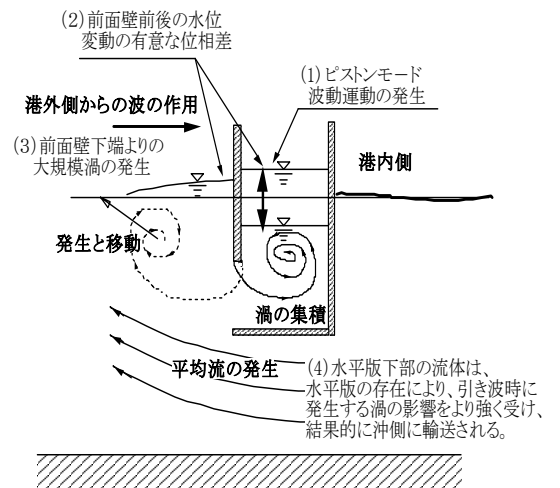 (2)前面壁前後の水位
変動の有意な位相差
(1)ピストンモード
波動運動の発生
港外側からの波の作用
(3)前面壁下端よりの
大規模渦の発生
港内側
発生と移動
渦の集積
平均流の発生
(4)水平版下部の流体は、
水平版の存在により、引き波時に
発生する渦の影響をより強く受け、
結果的に沖側に輸送される。